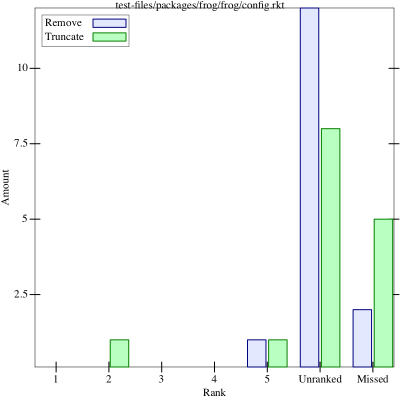 test-files/packages/frog/frog/config.rkt
Remove
Truncate
10
7.5
5
2.5
Amount
1 2 3 4 5 Unranked Missed
Rank